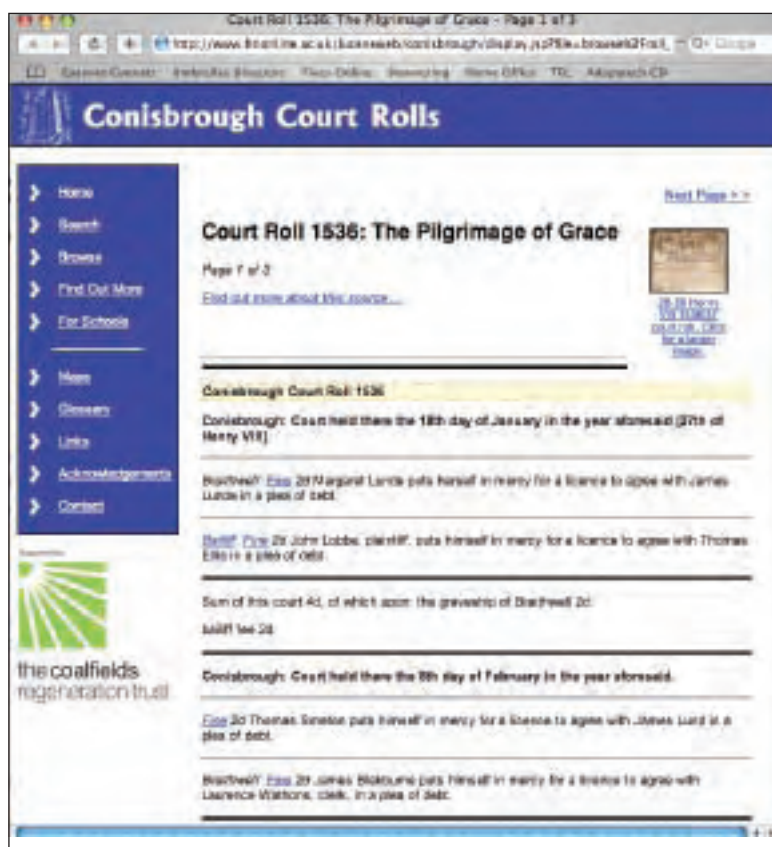 Court Roll 1536: The Pilgrimage of Grace - Page 1 of 3
Google
Conisbrough Court Rolls
Home
Search
Browse
Find Out More
For Schools
News
Glossary
Links
Acknowledgements
Contact
the coalfields
regeneration trust
Next Page > >
Court Roll 1536: The Pilgrimage of Grace
Page 1 of 3
Find out more about this source ...
court roll. Click
for a larger
image.
Conisbrough Court Roll 1536
Conisbrough: Court held there the 18th day of January in the year aforesaid [27th of
Henry VIII]
Braithwell: Fine 2d Margaret Lunde puts herself in mercy for a licence to agree with James
Lunde in a plea of debt.
Bailiff: Fine 2d John Lobbe, plaintiff, puts himself in mercy for a licence to agree with Thomas
Ellis in a plea of debt.
Sum of this court 4d, of which upon: the graveship of Braithwell 2d:
bailiff fee 2d
Conisbrough: Court held there the 8th day of February in the year aforesaid.
Fine 2d Thomas puts himself in mercy for a licence to agree with James Lund in a
plea of debt.
Braithwell: Fine 2d James puts himself in mercy for a licence to agree with
Laurence clerk, in a plea of debt.